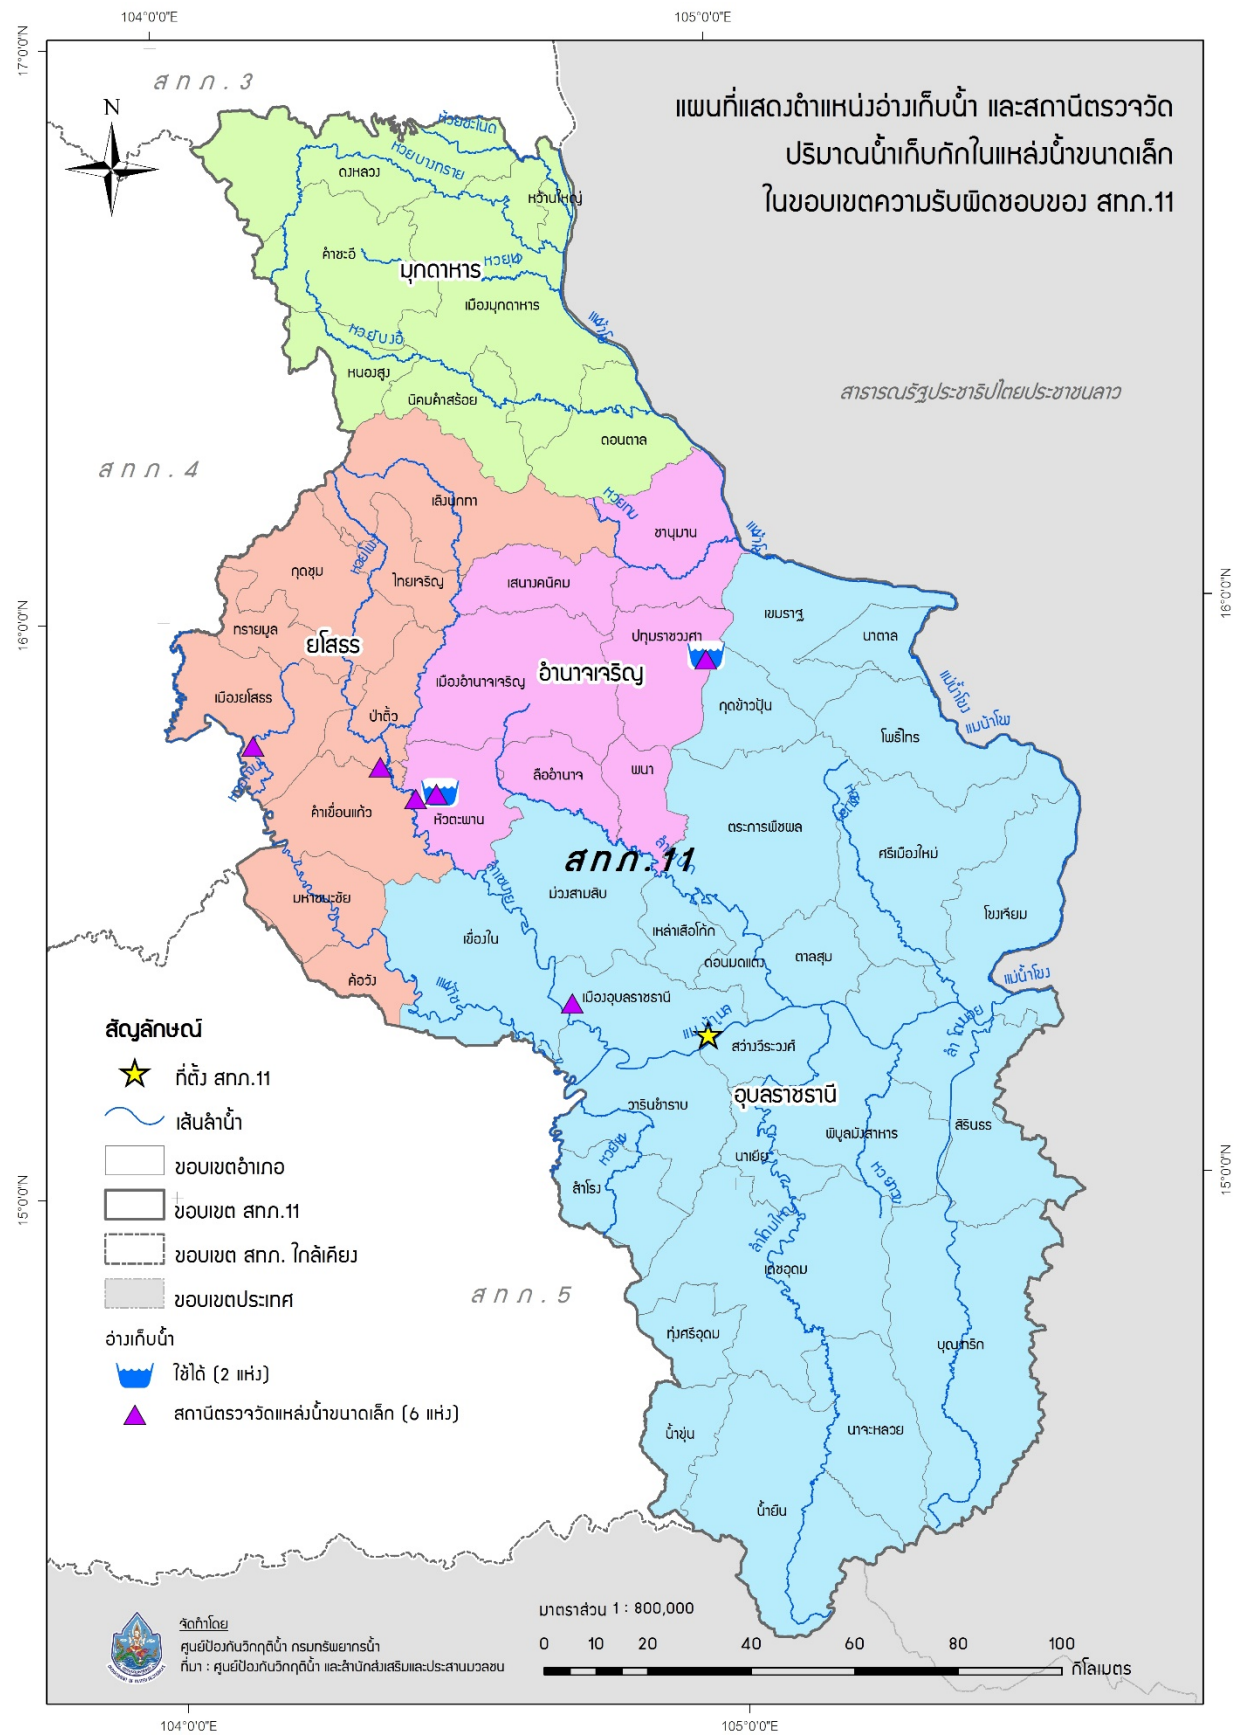 104°0'0"E
105°0'0"E
17°0'0"N
สทภ.3
N
แผนที่แสดงตำแหน่งอ่างเก็บน้ำ และสถานีตรวจวัด
ปริมาณน้ำเก็บกักในแหล่งน้ำขนาดเล็ก
ในขอบเขตความรับผิดชอบของ สทภ.11
ห้วยชะโนด
ห้วยบางทราย
ดงหลวง
หว้านใหญ่
คำชะอี
มุกดาหาร
ห้วยมุก
เมืองมุกดาหาร
ห้วยบังอี่
หนองสูง
นิคมคำสร้อย
ดอนตาล
สาธารณรัฐประชาธิปไตยประชาชนลาว
สทภ.4
เลิงนกทา
ชานุมาน
กุดชุม
ไทยเจริญ
เสนางคนิคม
เขมราฐ
นาตาล
16°0'0"N
16°0'0"N
ทรายมูล
ยโสธร
ปทุมราชวงศา
เมืองอำนาจเจริญ
อำนาจเจริญ
เมืองยโสธร
ป่าติ้ว
กุดข้าวปุ้น
แม่น้ำโขง
โพธิ์ไทร
ลืออำนาจ
พนา
คำเขื่อนแก้ว
หัวตะพาน
ตระการพืชผล
ศรีเมืองใหม่
สทภ.11
ม่วงสามสิบ
มหาชนะชัย
โขงเจียม
เขื่องใน
เหล่าเสือโก้ก
ดอนมดแดง
ตาลสุม
ค้อวัง
แม่น้ำโขง
เมืองอุบลราชธานี
แม่น้ำมูล
สว่างวีระวงศ์
อุบลราชธานี
วารินชำราบ
พิบูลมังสาหาร
สิรินธร
นาเยีย
สำโรง
15°0'0"N
15°0'0"N
ลำโดมใหญ่
เดชอุดม
สทภ.5
ทุ่งศรีอุดม
บุณฑริก
น้ำขุ่น
นาจะหลวย
น้ำยืน
สัญลักษณ์
ที่ตั้ง สทภ.11
เส้นลำน้ำ
ขอบเขตอำเภอ
ขอบเขต สทภ.11
ขอบเขต สทภ. ใกล้เคียง
ขอบเขตประเทศ
อ่างเก็บน้ำ
ใช้ได้ (2 แห่ง)
สถานีตรวจวัดแหล่งน้ำขนาดเล็ก (6 แห่ง)
จัดทำโดย
ศูนย์ป้องกันวิกฤติน้ำ กรมทรัพยากรน้ำ
ที่มา : ศูนย์ป้องกันวิกฤติน้ำ และสำนักส่งเสริมและประสานมวลชน
มาตราส่วน 1 : 800,000
0 10 20 40 60 80 100
กิโลเมตร
104°0'0"E
105°0'0"E